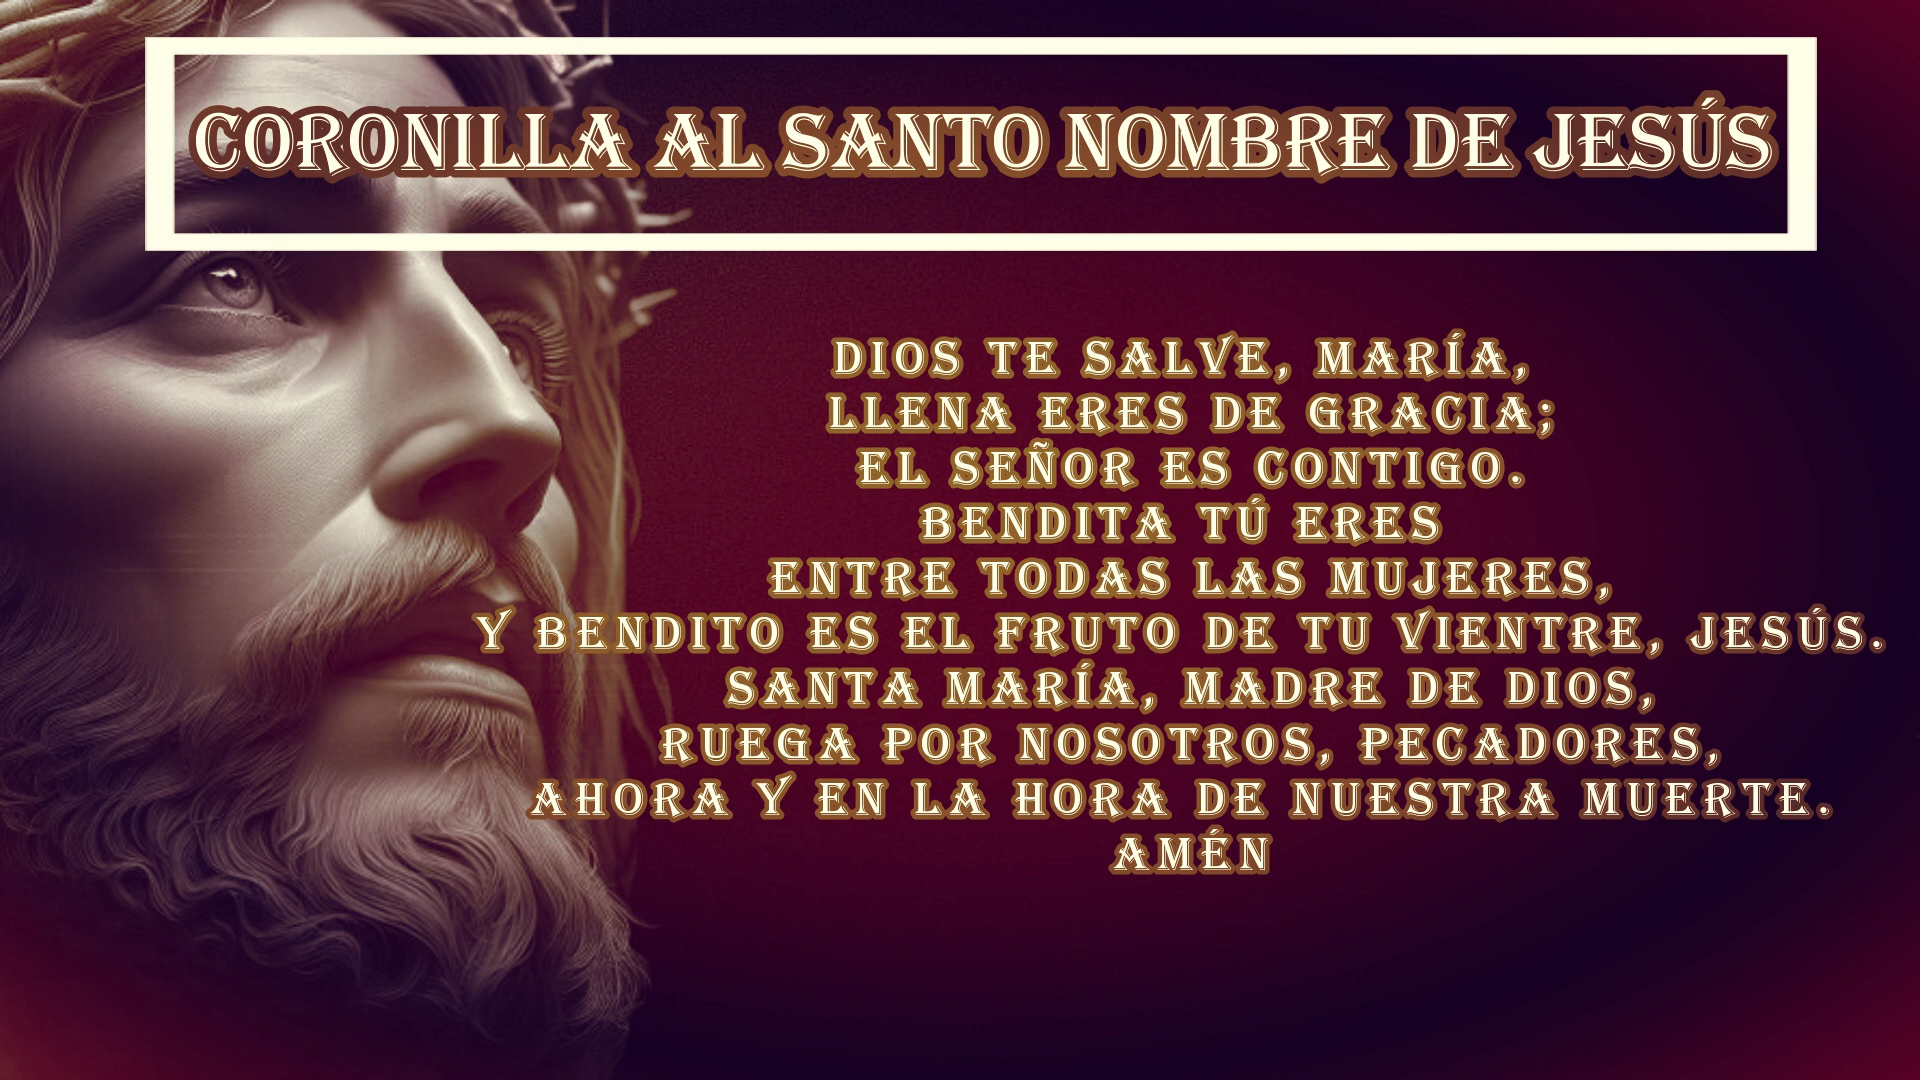 CORONILLA AL SANTO NOMBRE DE JESÚS
DIOS TE SALVE, MARÍA,
LLENA ERES DE GRACIA;
EL SEÑOR ES CONTIGO.
BENDITA TÚ ERES
ENTRE TODAS LAS MUJERES,
Y BENDITO ES EL FRUTO DE TU VIENTRE, JESÚS.
SANTA MARÍA, MADRE DE DIOS,
RUEGA POR NOSOTROS, PECADORES,
AHORA Y EN LA HORA DE NUESTRA MUERTE.
AMÉN